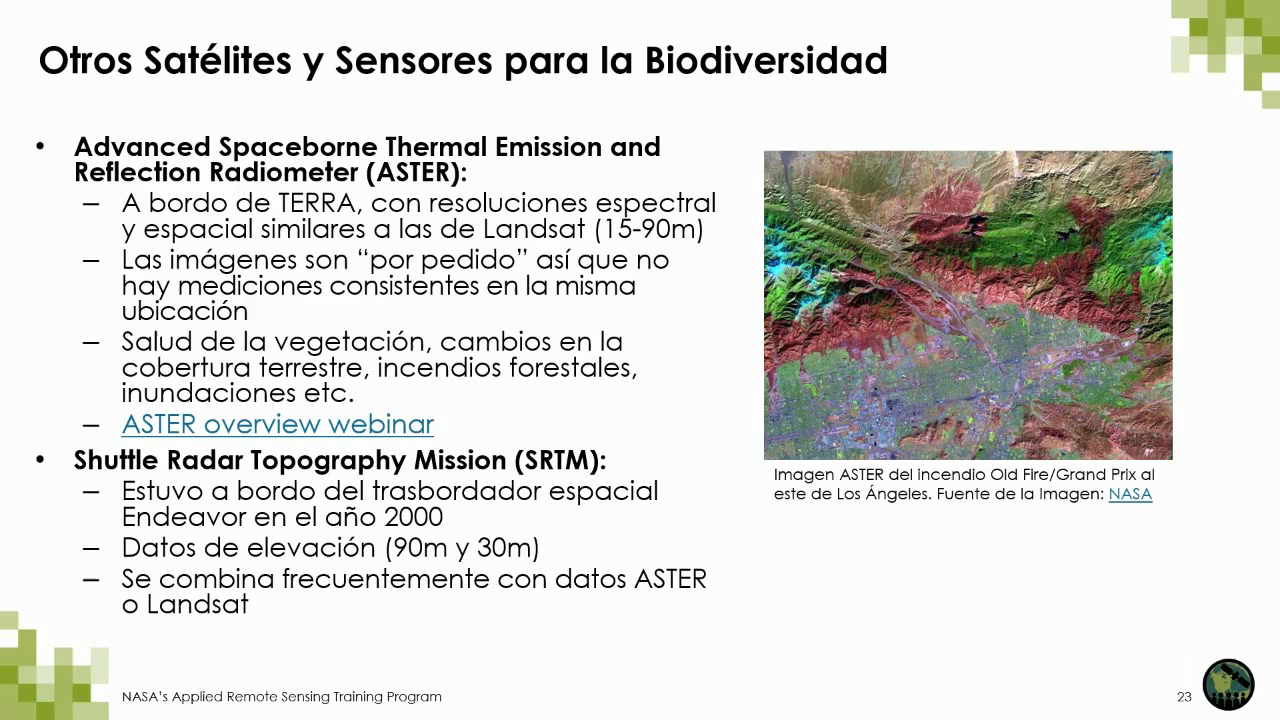 Otros Satélites y Sensores para la Biodiversidad
• Advanced Spaceborne Thermal Emission and
Reflection Radiometer (ASTER):
– A bordo de TERRA, con resoluciones espectral
y espacial similares a las de Landsat (15-90m)
– Las imágenes son “por pedido” así que no
hay mediciones consistentes en la misma
ubicación
– Salud de la vegetación, cambios en la
cobertura terrestre, incendios forestales,
inundaciones etc.
– ASTER overview webinar
• Shuttle Radar Topography Mission (SRTM):
– Estuvo a bordo del trasbordador espacial
Endeavor en el año 2000
– Datos de elevación (90m y 30m)
– Se combina frecuentemente con datos ASTER
o Landsat
Imagen ASTER del incendio Old Fire/Grand Prix al
este de Los Ángeles. Fuente de la Imagen: NASA
NASA’s Applied Remote Sensing Training Program
23